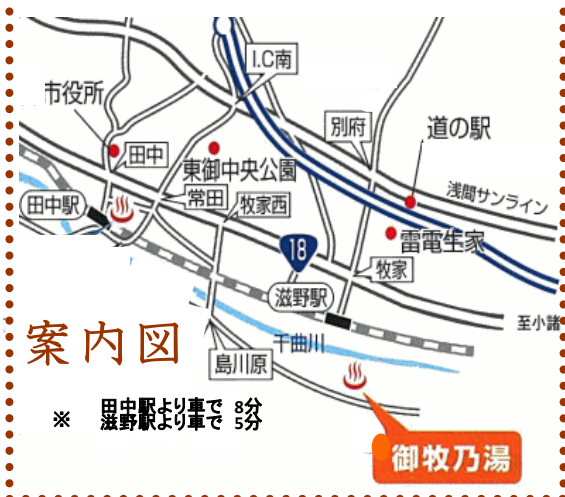 I.C南
市役所
別府
道の駅
田中
東御中央公園
浅間サンライン
常田
田中駅
牧家西
雷電生家
18
牧家
滋野駅
至小諸
案内図
千曲川
島川原
※ 田中駅より車で 8分
滋野駅より車で 5分
御牧乃湯